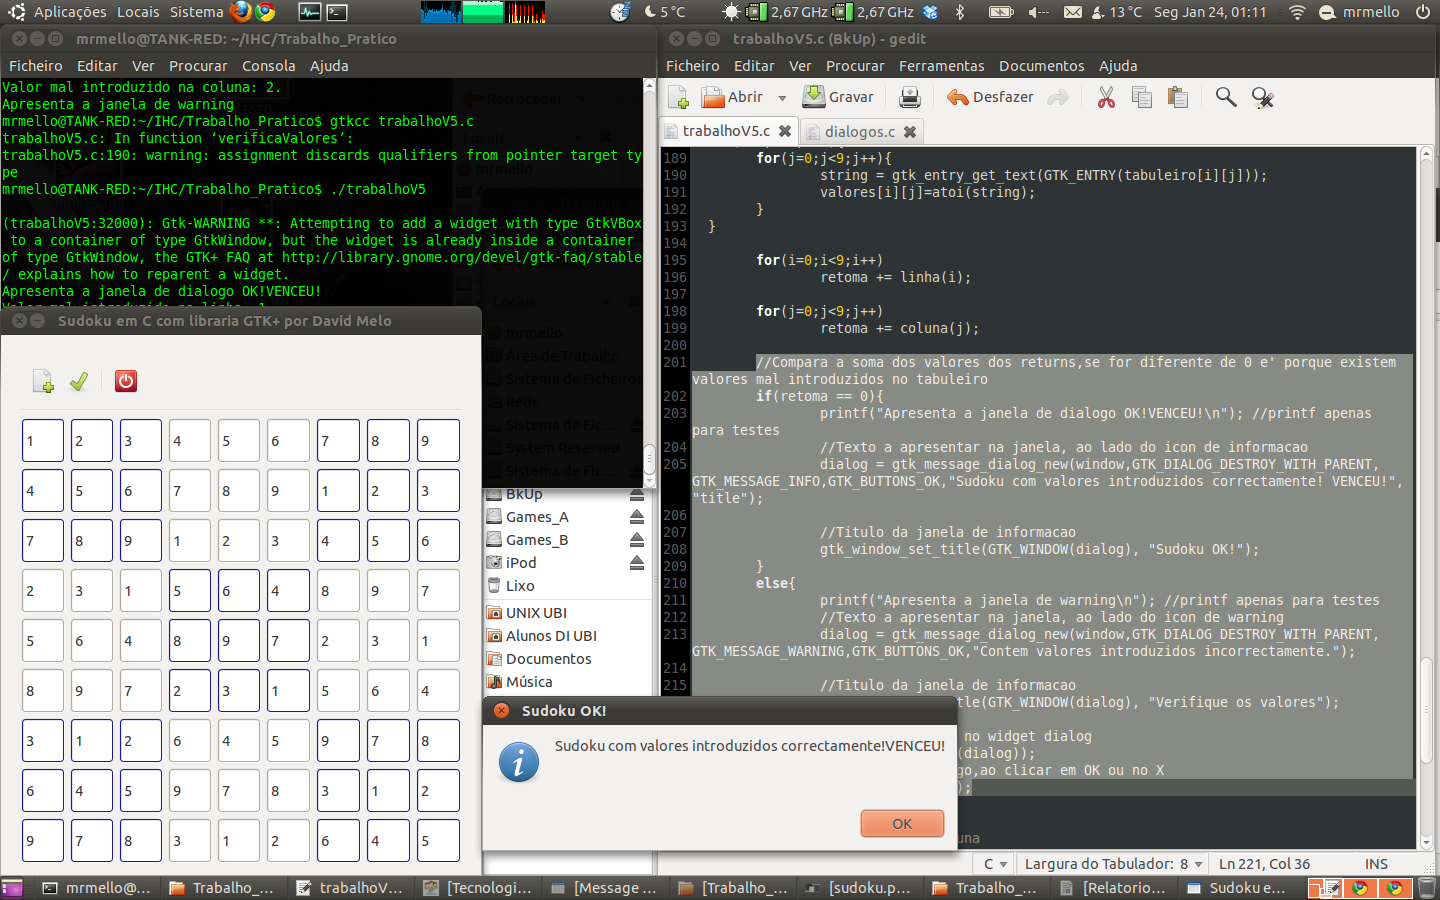 Aplicações Locais Sistema 5 °C 2,67 GHz 2,67 GHz 13 °C Seg Jan 24, 01:11 mrmello
mrmello@TANK-RED: ~/IHC/Trabalho_Pratico
Ficheiro Editar Ver Procurar Consola Ajuda
Valor mal introduzido na coluna: 2.
Apresenta a janela de warning
mrmello@TANK-RED:~/IHC/Trabalho_Pratico$ gtkcc trabalhoV5.c
trabalhoV5.c: In function ‘verificaValores’:
trabalhoV5.c:190: warning: assignment discards qualifiers from pointer target ty
pe
mrmello@TANK-RED:~/IHC/Trabalho_Pratico$ ./trabalhoV5
(trabalhoV5:32000): Gtk-WARNING **: Attempting to add a widget with type GtkVBox
to a container of type GtkWindow, but the widget is already inside a container
of type GtkWindow, the GTK+ FAQ at http://library.gnome.org/devel/gtk-faq/stable
/ explains how to reparent a widget.
Apresenta a janela de dialogo OK!VENCEU!
Retroceder
Locais
mrmello
Locais
mrmello
Área de Trabalho
Sistema de Ficheiros
Rede
Sistema de Fic...
System Reserved
Sistema de Fic...
BkUp
Games_A
Games_B
iPod
Lixo
UNIX UBI
Alunos DI UBI
Documentos
Música
Sudoku em C com libraria GTK+ por David Melo
1 2 3 4 5 6 7 8 9
4 5 6 7 8 9 1 2 3
7 8 9 1 2 3 4 5 6
2 3 1 5 6 4 8 9 7
5 6 4 8 9 7 2 3 1
8 9 7 2 3 1 5 6 4
3 1 2 6 4 5 9 7 8
6 4 5 9 7 8 3 1 2
9 7 8 3 1 2 6 4 5
trabalhoV5.c (BkUp) - gedit
Ficheiro Editar Ver Procurar Ferramentas Documentos Ajuda
Abrir Gravar Desfazer
trabalhoV5.c dialogos.c
189 for(j=0;j<9;j++){
190 string = gtk_entry_get_text(GTK_ENTRY(tabuleiro[i][j]));
191 valores[i][j]=atoi(string);
192 }
193 }
194
195 for(i=0;i<9;i++)
196 retoma += linha(i);
197
198 for(j=0;j<9;j++)
199 retoma += coluna(j);
200
201 //Compara a soma dos valores dos returns,se for diferente de 0 e' porque existem
valores mal introduzidos no tabuleiro
202 if(retoma == 0){
203 printf("Apresenta a janela de dialogo OK!VENCEU!\n"); //printf apenas
para testes
204 //Texto a apresentar na janela, ao lado do icon de informacao
205 dialog = gtk_message_dialog_new(window,GTK_DIALOG_DESTROY_WITH_PARENT,
GTK_MESSAGE_INFO,GTK_BUTTONS_OK,"Sudoku com valores introduzidos correctamente! VENCEU!",
"title");
206
207 //Titulo da janela de informacao
208 gtk_window_set_title(GTK_WINDOW(dialog), "Sudoku OK!");
209 }
210 else{
211 printf("Apresenta a janela de warning\n"); //printf apenas para testes
212 //Texto a apresentar na janela, ao lado do icon de warning
213 dialog = gtk_message_dialog_new(window,GTK_DIALOG_DESTROY_WITH_PARENT,
GTK_MESSAGE_WARNING,GTK_BUTTONS_OK,"Contem valores introduzidos incorrectamente.");
214
215 //Titulo da janela de informacao
tle(GTK_WINDOW(dialog), "Verifique os valores");
no widget dialog
(dialog));
go,ao clicar em OK ou no X
);
una
Sudoku OK!
Sudoku com valores introduzidos correctamente!VENCEU!
OK
C Largura do Tabulador: 8 Ln 221, Col 36 INS
mrmello@... Trabalho_... trabalhoV... [Tecnologi... [Message ... [Trabalho_... [sudoku.p... Trabalho_... [Relatorio... Sudoku e...